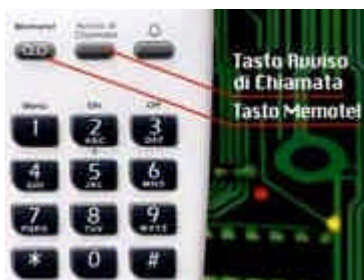 Memotel
Avviso di
Chiamata
Tasto Avviso
di Chiamata
Tasto Memotel
Menu
On
Off
1
2
ABC
3
DEF
4
GHI
5
JKL
6
MNO
7
PQRS
8
TUV
9
WXYZ
*
0
#